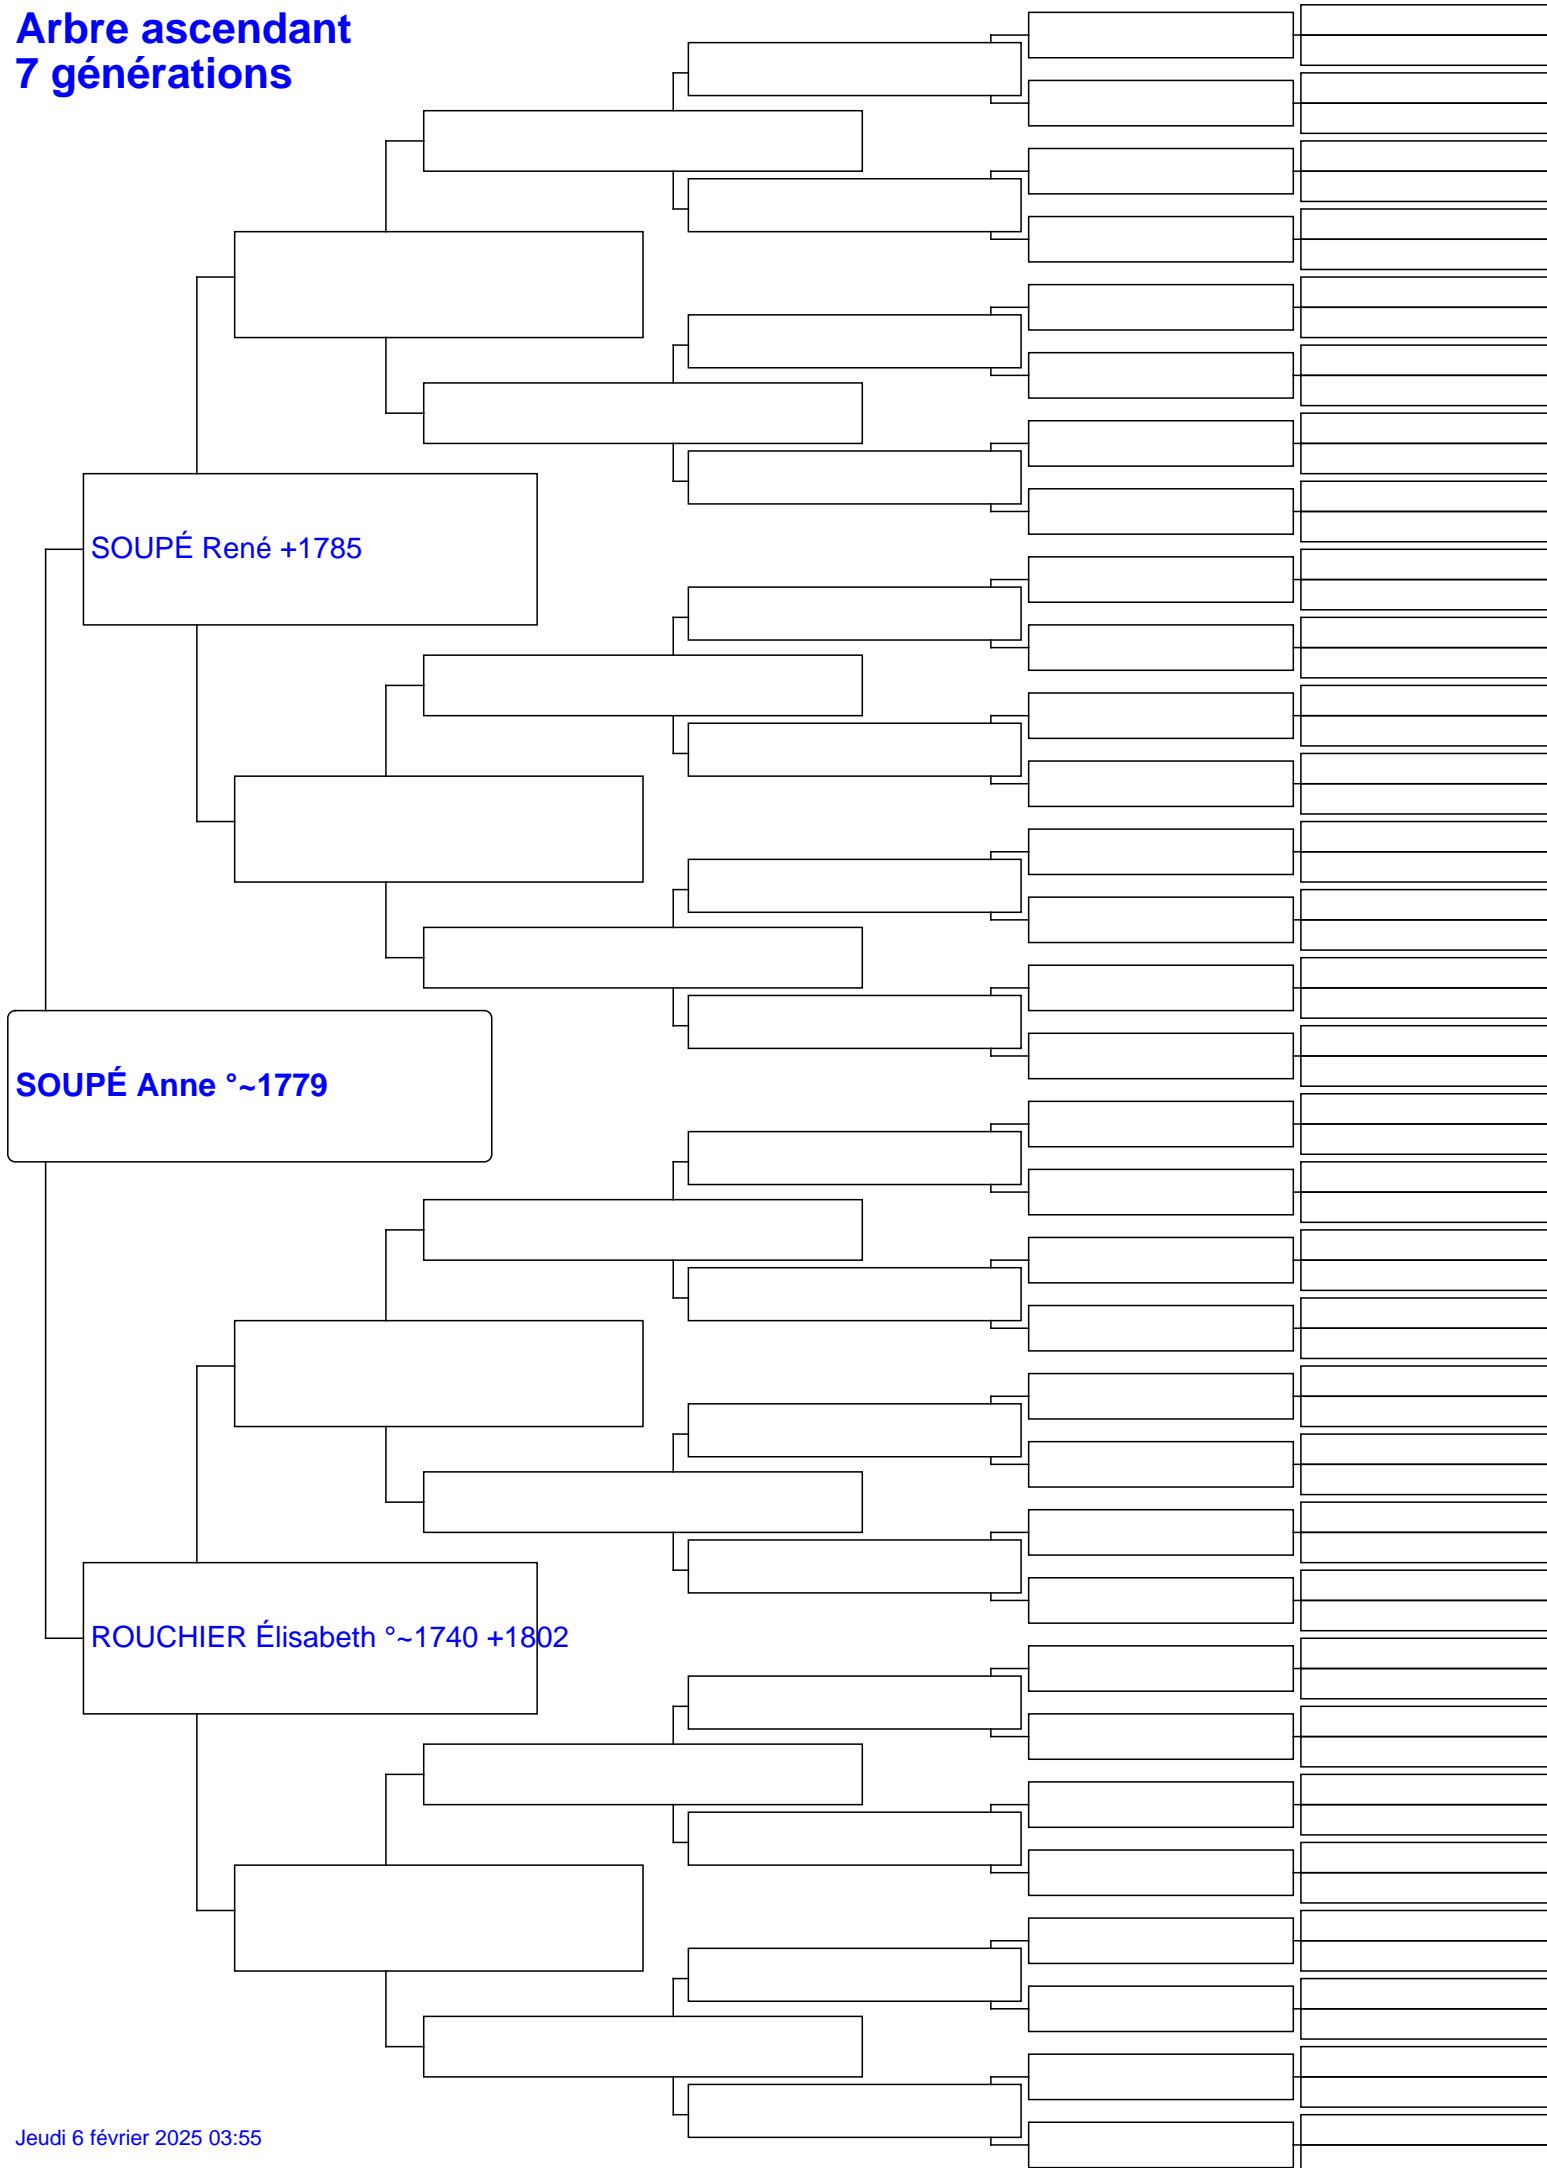 Arbre ascendant
7 générations
SOUPÉ René +1785
SOUPÉ Anne °~1779
ROUCHIER Élisabeth °~1740 +1802
Jeudi 6 février 2025 03:55